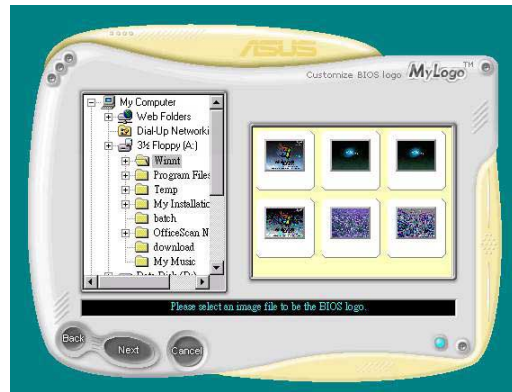 ASUS
Customize BIOS logo MyLogo™
My Computer
Web Folders
Dial-Up Networki
3½ Floppy (A:)
Winnt
Program Files
Temp
My Installatic
batch
OfficeScan N
download
My Music
Please select an image file to be the BIOS logo.
Back
Next
Cancel